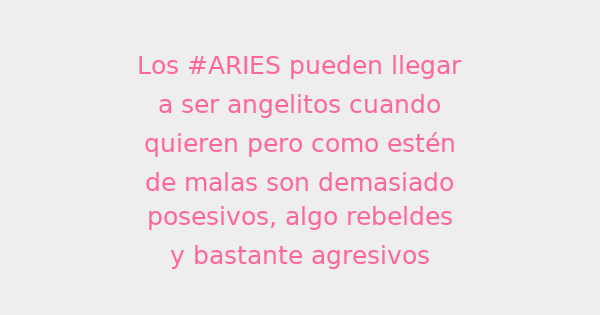 Los #ARIES pueden llegar
a ser angelitos cuando
quieren pero como estén
de malas son demasiado
posesivos, algo rebeldes
y bastante agresivos